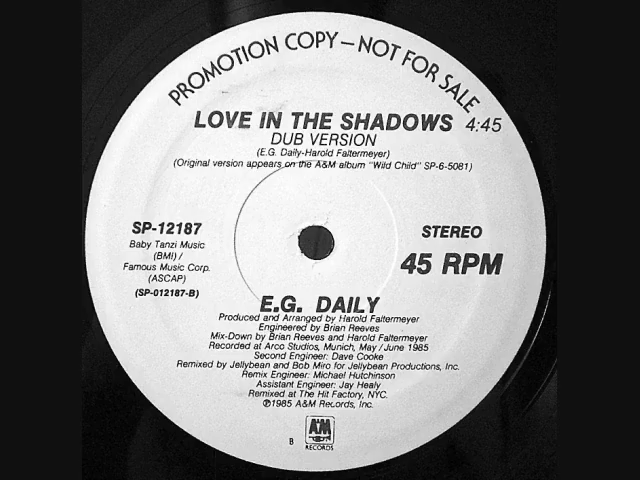 PROMOTION COPY – NOT FOR SALE
LOVE IN THE SHADOWS 4:45
DUB VERSION
(E.G. Daily-Harold Faltermeyer)
(Original version appears on the A&M album "Wild Child" SP-6-5081)
SP-12187
Baby Tanzi Music
(BMI) /
Famous Music Corp.
(ASCAP)
(SP-012187-B)
STEREO
45 RPM
E.G. DAILY
Produced and Arranged by Harold Faltermeyer
Engineered by Brian Reeves
Mix-Down by Brian Reeves and Harold Faltermeyer
Recorded at Arco Studios, Munich, May / June 1985
Second Engineer: Dave Cooke
Remixed by Jellybean and Bob Miro for Jellybean Productions, Inc.
Remix Engineer: Michael Hutchinson
Assistant Engineer: Jay Healy
Remixed at The Hit Factory, NYC.
℗1985 A&M Records, Inc.
A&M
RECORDS
B